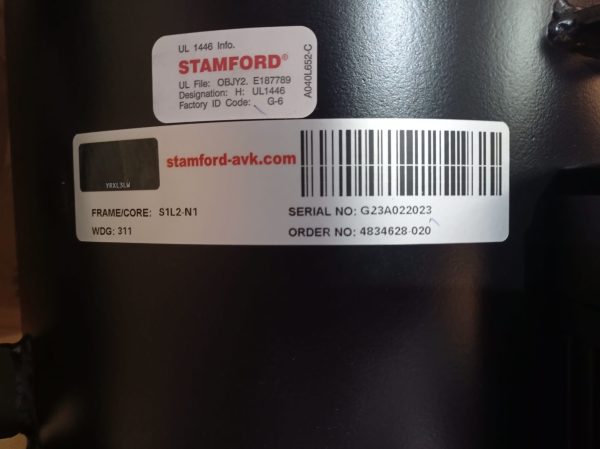 UL 1446 Info.
STAMFORD®
UL File: OBJY2. E187789
Designation: H: UL1446
Factory ID Code: G-6
A040L652-C
YRXL3LW
stamford-avk.com
FRAME/CORE: S1L2-N1
SERIAL NO: G23A022023
WDG: 311
ORDER NO: 4834628-020